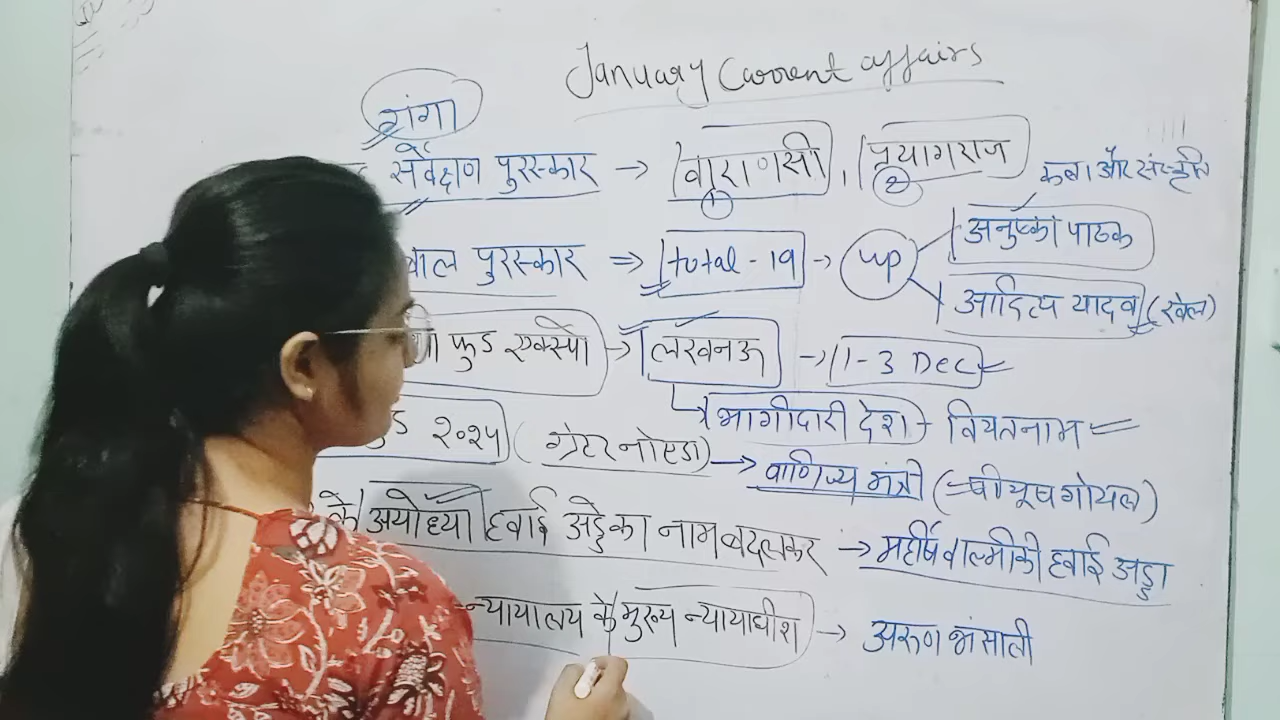 January Current affairs
गंगा
सर्वेक्षण पुरस्कार → वाराणसी, प्रयागराज
1 2
कला और संस्कृति
बाल पुरस्कार ⇒ total - 19 → up अनुष्का पाठक
आदित्य यादव (खेल)
फुड एक्स्पो → लखनऊ → 1-3 Dec
भागीदारी देश - वियतनाम
२०२५ (ग्रेटर नोएडा) → वाणिज्य मंत्री (पीयूष गोयल)
के अयोध्या हवाई अड्डे का नाम बदलकर → महर्षि वाल्मीकी हवाई अड्डा
न्यायालय के मुख्य न्यायाधीश → अरुण भंसाली